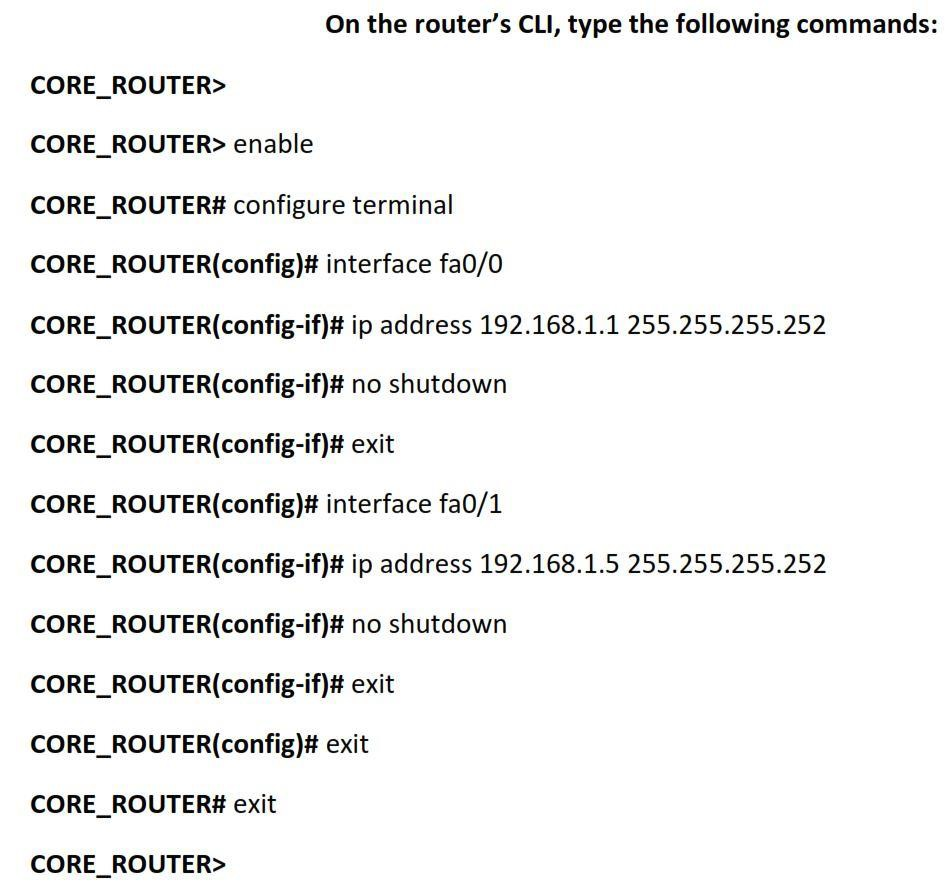 On the router’s CLI, type the following commands:
CORE_ROUTER>
CORE_ROUTER> enable
CORE_ROUTER# configure terminal
CORE_ROUTER(config)# interface fa0/0
CORE_ROUTER(config-if)# ip address 192.168.1.1 255.255.255.252
CORE_ROUTER(config-if)# no shutdown
CORE_ROUTER(config-if)# exit
CORE_ROUTER(config)# interface fa0/1
CORE_ROUTER(config-if)# ip address 192.168.1.5 255.255.255.252
CORE_ROUTER(config-if)# no shutdown
CORE_ROUTER(config-if)# exit
CORE_ROUTER(config)# exit
CORE_ROUTER# exit
CORE_ROUTER>